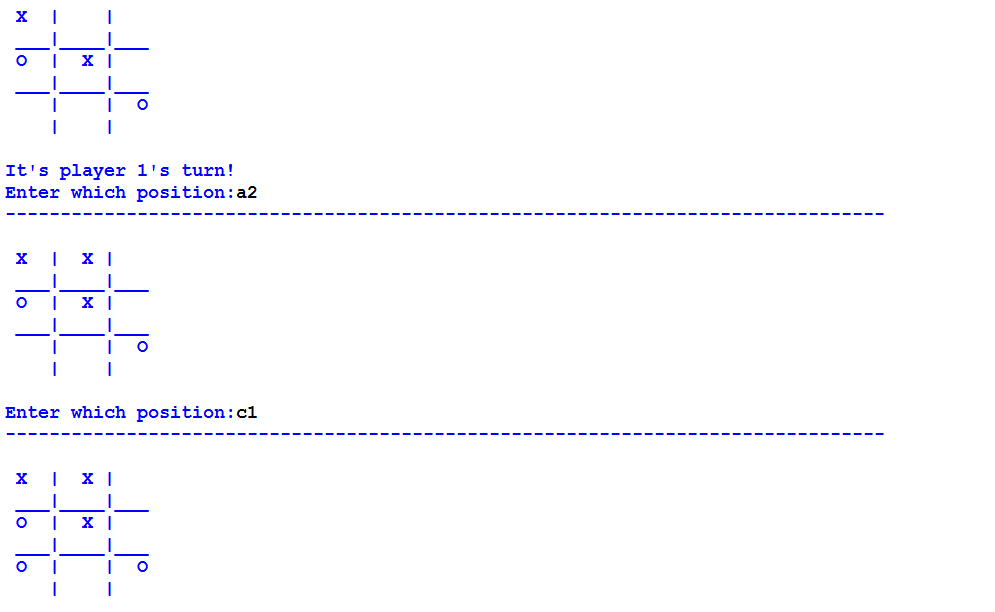 X  |    |
___|____|___
O  |  X |
___|____|___
   |    |  O
   |    |
It's player 1's turn!
Enter which position:a2
--------------------------------------------------------------------------------
X  |  X |
___|____|___
O  |  X |
___|____|___
   |    |  O
   |    |
Enter which position:c1
--------------------------------------------------------------------------------
X  |  X |
___|____|___
O  |  X |
___|____|___
O  |    |  O
   |    |